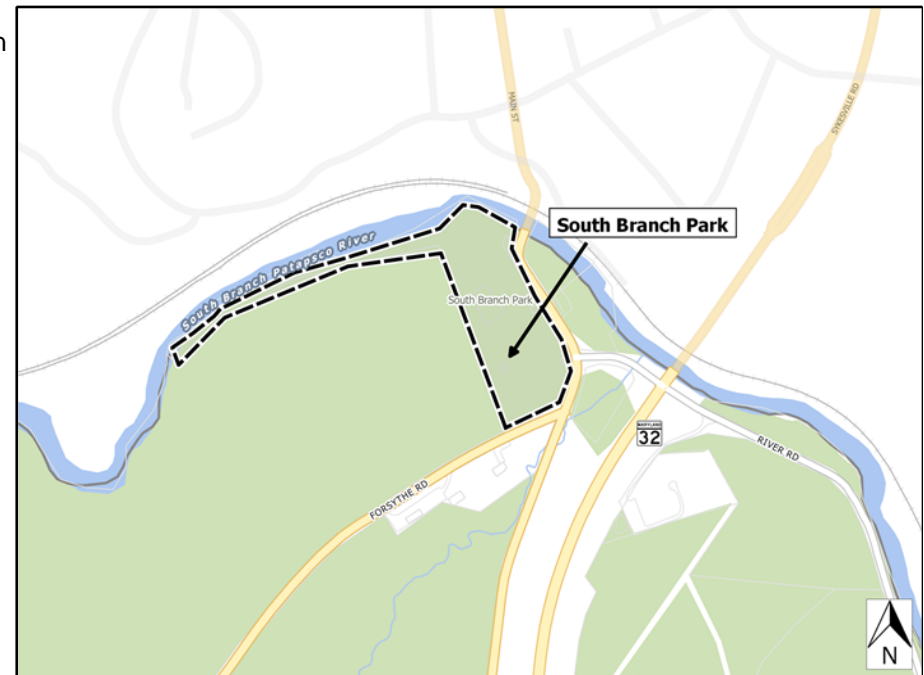 n
MAIN ST
SYKESVILLE RD
South Branch Park
South Branch Patapsco River
South Branch Park
MARYLAND
32
RIVER RD
FORSYTHE RD
N